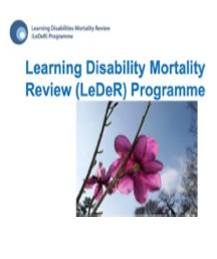 Learning Disabilities Mortality Review
(LeDeR) Programme
Learning Disability Mortality
Review (LeDeR) Programme